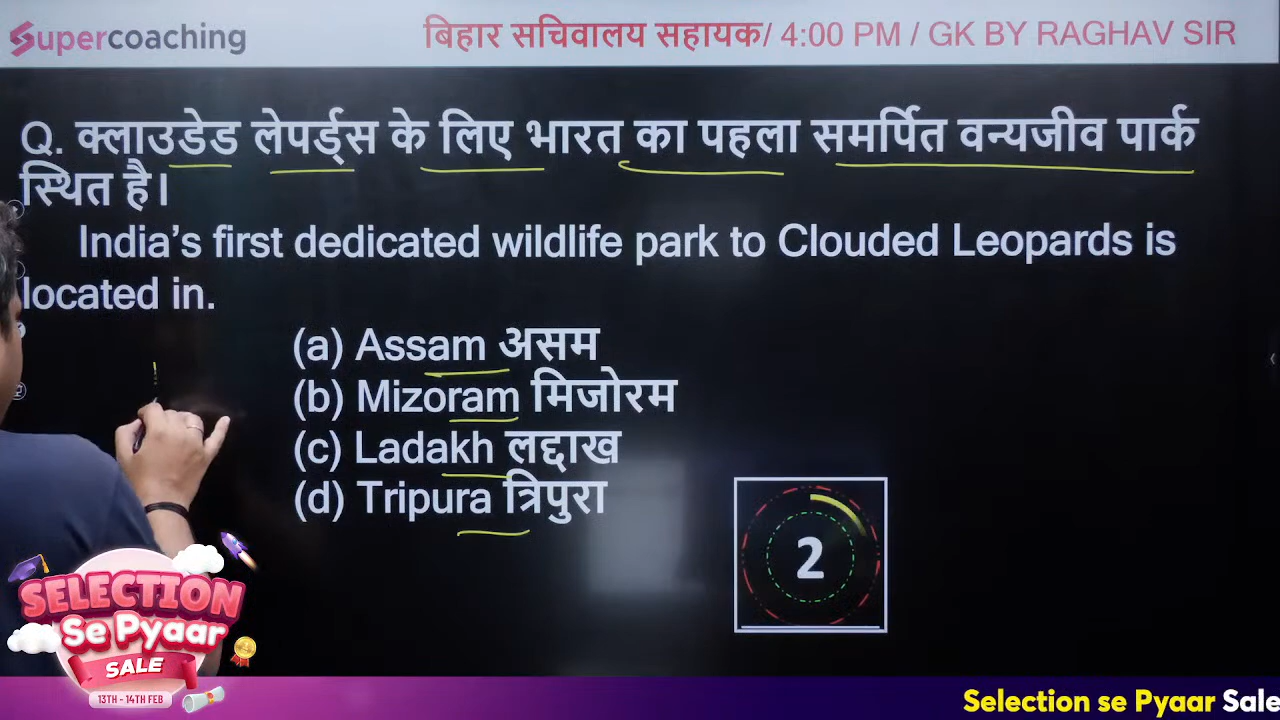 Supercoaching
बिहार सचिवालय सहायक/ 4:00 PM / GK BY RAGHAV SIR
Q. क्लाउडेड लेपर्ड्स के लिए भारत का पहला समर्पित वन्यजीव पार्क
स्थित है।
India's first dedicated wildlife park to Clouded Leopards is
located in.
(a) Assam असम
(b) Mizoram मिजोरम
(c) Ladakh लद्दाख
(d) Tripura त्रिपुरा
2
SELECTION
Se Pyaar
SALE
13TH - 14TH FEB
Selection se Pyaar Sale